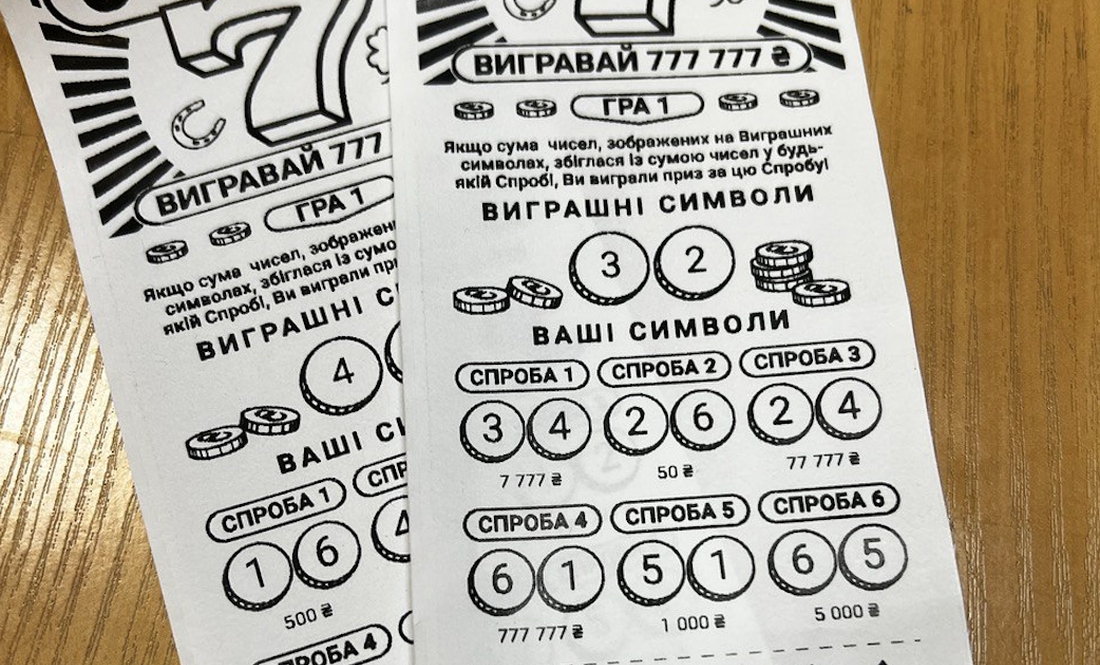 7
ВИГРАВАЙ 777
ГРА 1
Якщо сума чисел, зображен
символах, збіглася Із сумо
якій Спробі, Ви виграли пр
ВИГРАШНІ С
4
ВАШІ С
СПРОБА 1
СПР
1 6 4
500 ₴
СПРОБА 4
ВИГРАВАЙ 777 777 ₴
ГРА 1
Якщо сума чисел, зображених на Виграшних
символах, збіглася Із сумою чисел у будь-
якій Спробі, Ви виграли приз за цю Спробу!
ВИГРАШНІ СИМВОЛИ
3 2
ВАШІ СИМВОЛИ
СПРОБА 1 СПРОБА 2 СПРОБА 3
3 4 2 6 2 4
7 777 ₴ 50 ₴ 77 777 ₴
СПРОБА 4 СПРОБА 5 СПРОБА 6
6 1 5 1 6 5
777 777 ₴ 1 000 ₴ 5 000 ₴